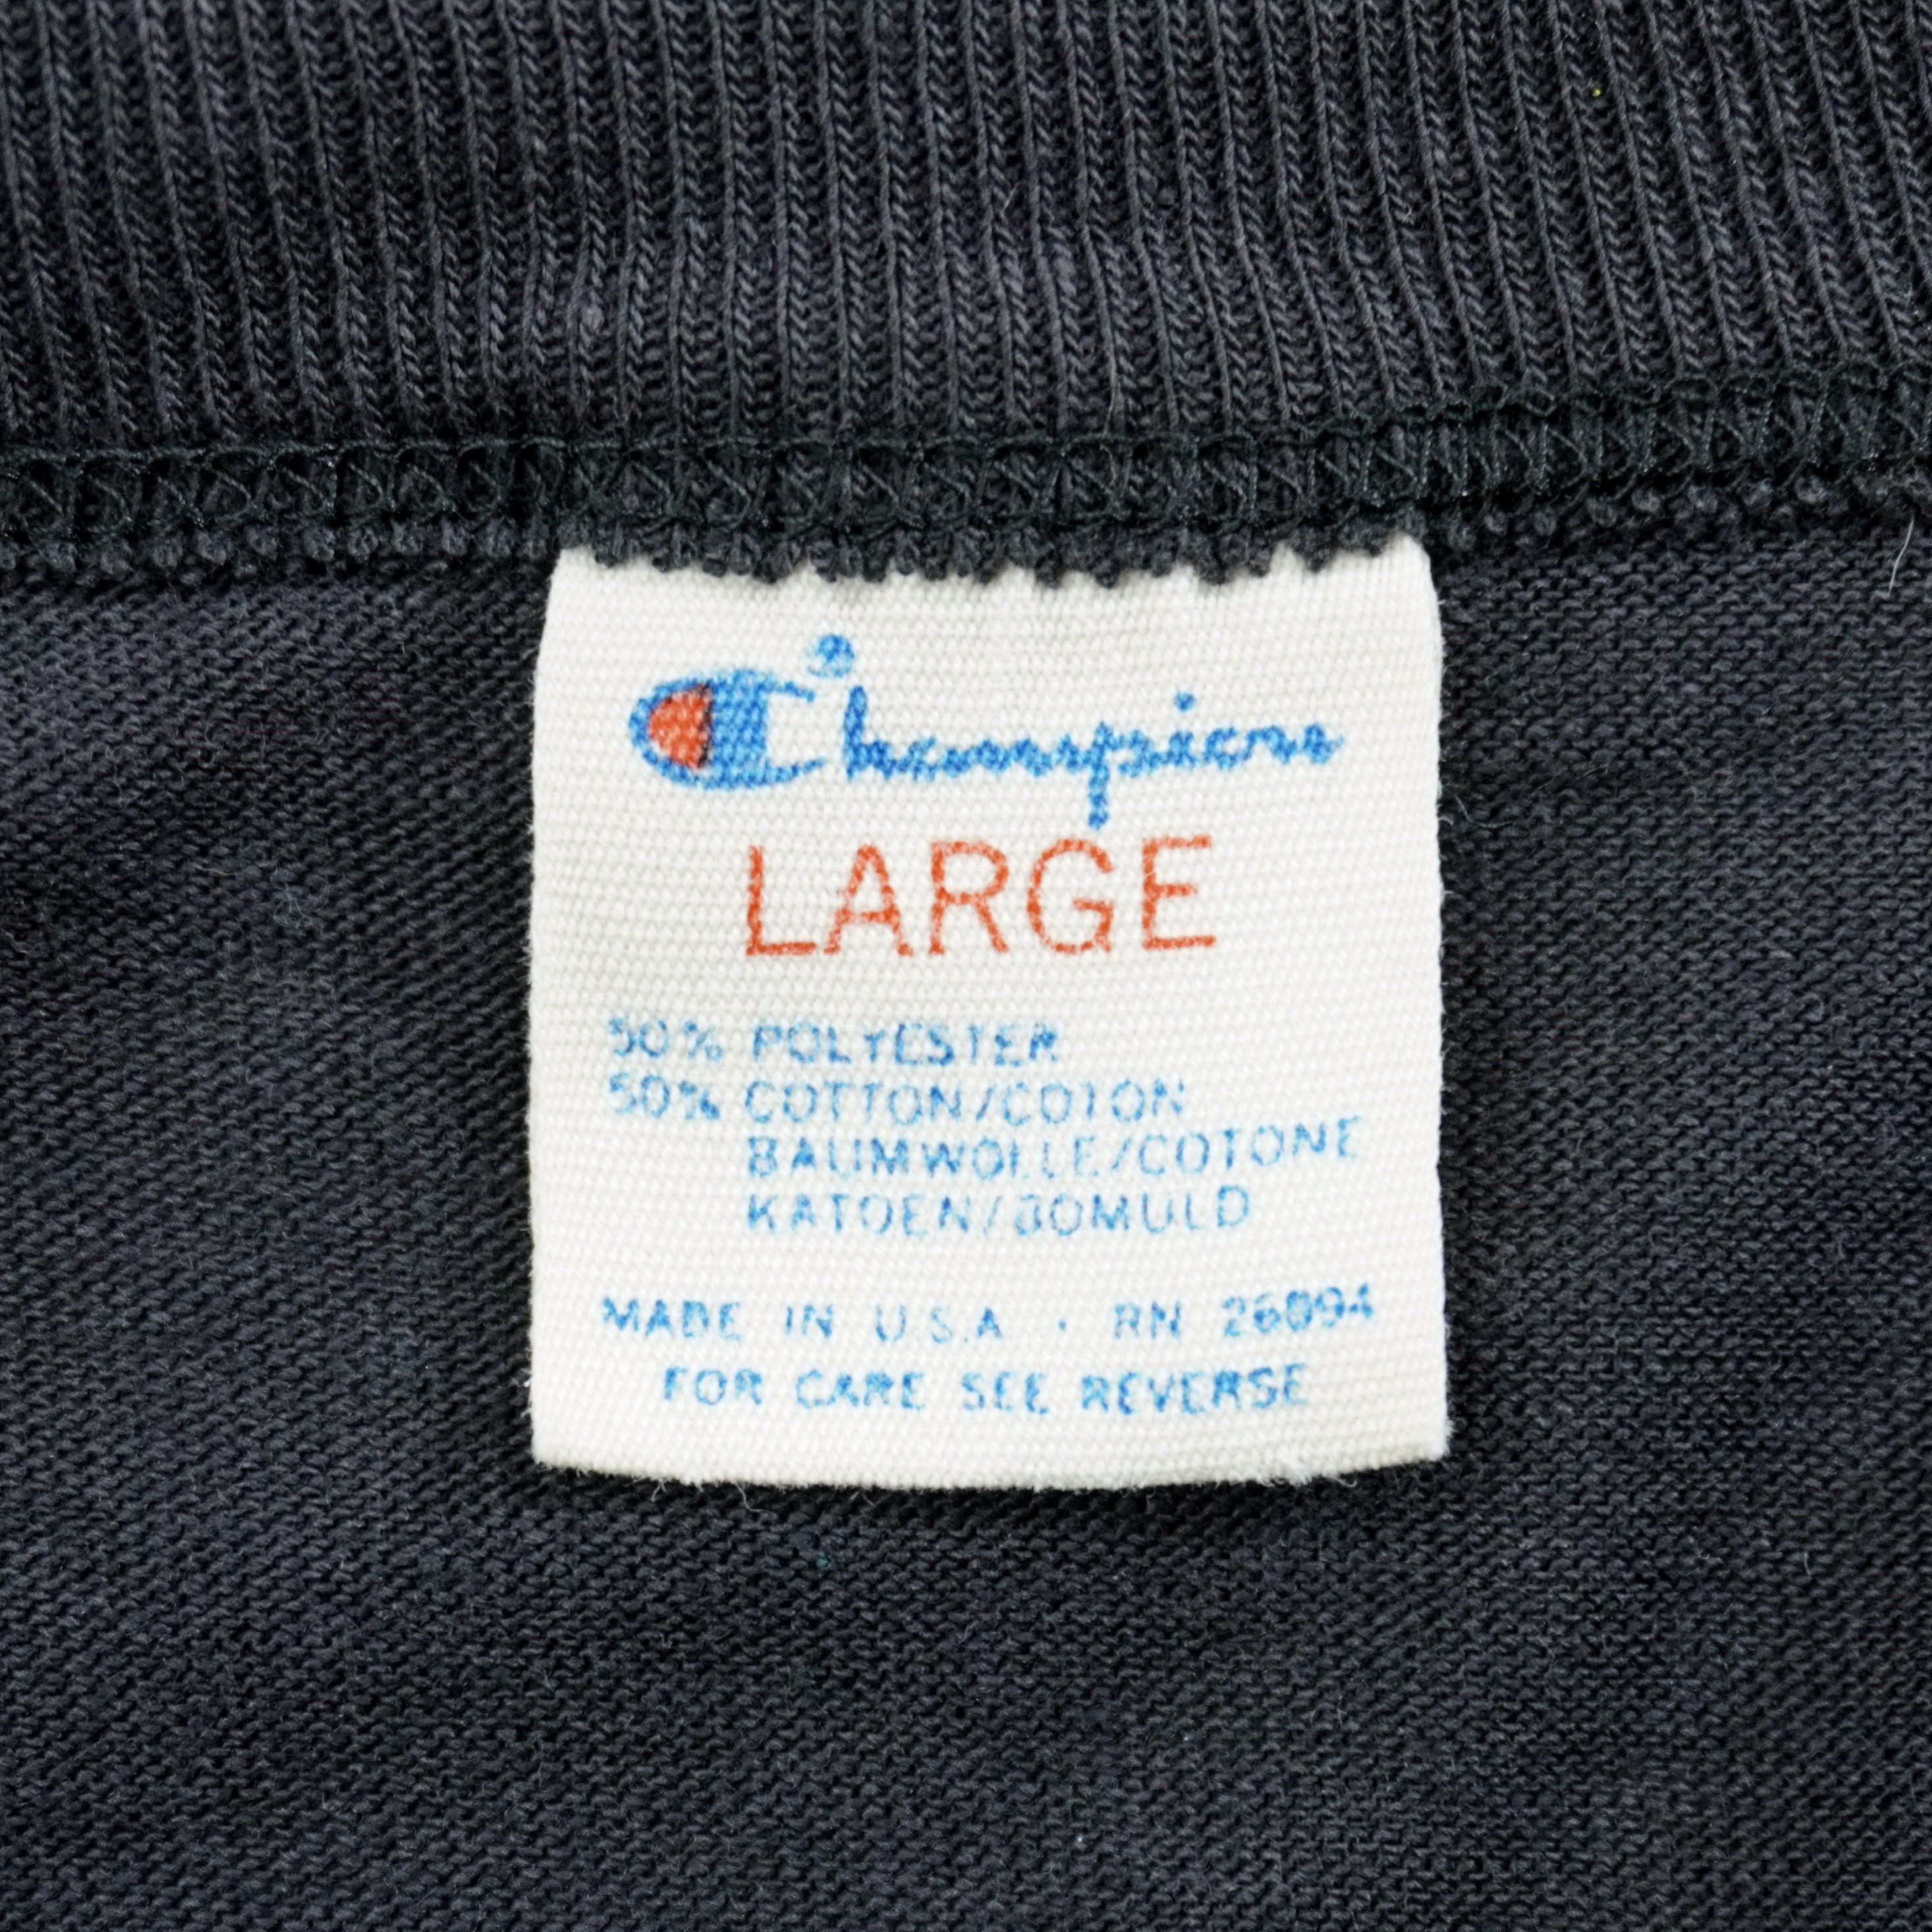 Champion®
LARGE
50% POLYESTER
50% COTTON/COTON
BAUMWOLLE/COTONE
KATOEN/BOMULD
MADE IN U.S.A · RN 26094
FOR CARE SEE REVERSE